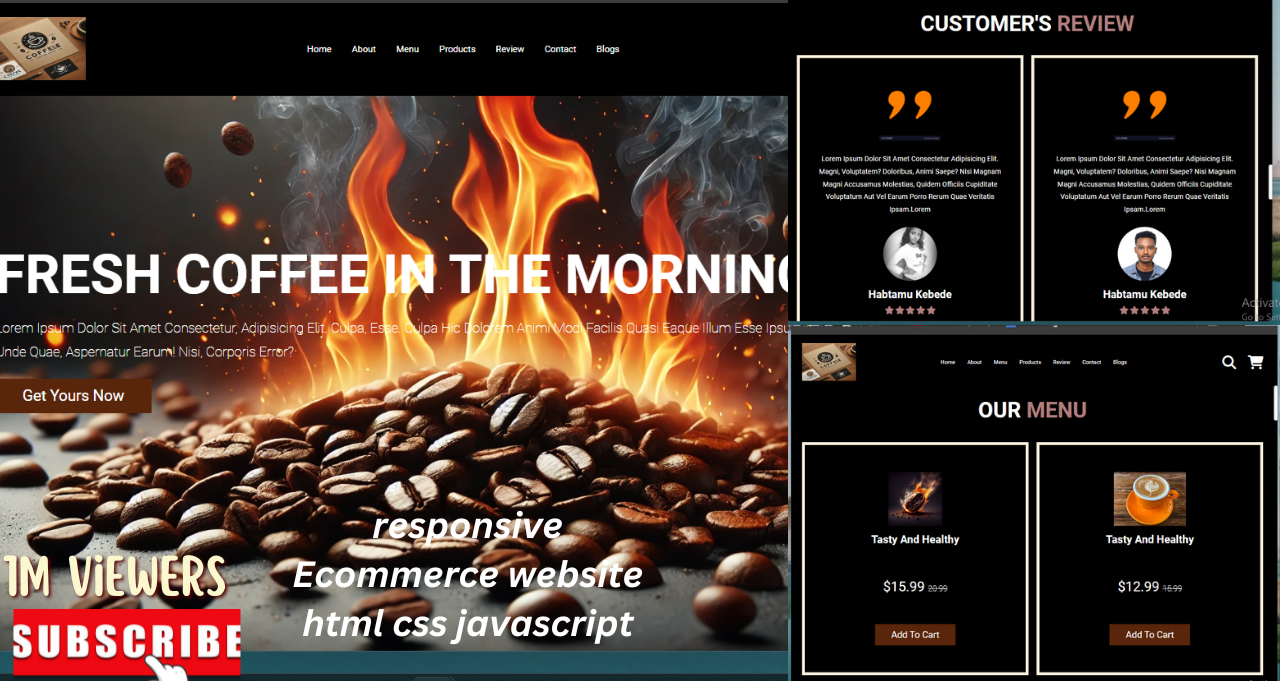 COFFEE
Home About Menu Products Review Contact Blogs
FRESH COFFEE IN THE MORNING
Lorem Ipsum Dolor Sit Amet Consectetur, Adipisicing Elit. Culpa, Esse. Culpa Hic Dolorem Animi Modi Facilis Quasi Eaque Illum Esse Ipsu
Unde Quae, Aspernatur Earum! Nisi, Corporis Error?
Get Yours Now
responsive
Ecommerce website
html css javascript
1M ViEWERS
SUBSCRIBE
CUSTOMER'S REVIEW
Lorem Ipsum Dolor Sit Amet Consectetur Adipisicing Elit.
Magni, Voluptatem? Doloribus, Animi Saepe? Nisi Magnam
Magni Accusamus Molestias, Quidem Officiis Cupiditate
Voluptatum Aut Vel Earum Porro Rerum Quae Veritatis
Ipsam.Lorem
Habtamu Kebede
Lorem Ipsum Dolor Sit Amet Consectetur Adipisicing Elit.
Magni, Voluptatem? Doloribus, Animi Saepe? Nisi Magnam
Magni Accusamus Molestias, Quidem Officiis Cupiditate
Voluptatum Aut Vel Earum Porro Rerum Quae Veritatis
Ipsam.Lorem
Habtamu Kebede
Activate
Go to Sett
Home About Menu Products Review Contact Blogs
OUR MENU
Tasty And Healthy
$15.99 20.99
Add To Cart
Tasty And Healthy
$12.99 15.99
Add To Cart